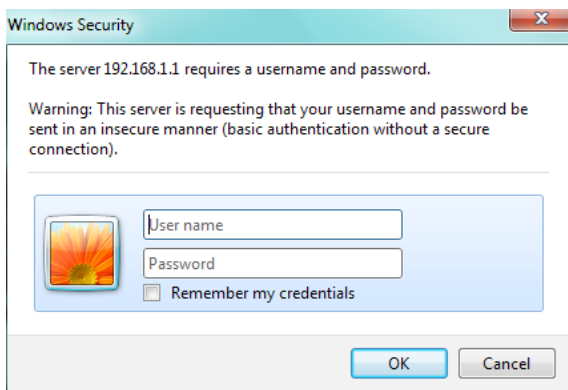 Windows Security
The server 192.168.1.1 requires a username and password.
Warning: This server is requesting that your username and password be
sent in an insecure manner (basic authentication without a secure
connection).
User name
Password
Remember my credentials
OK
Cancel